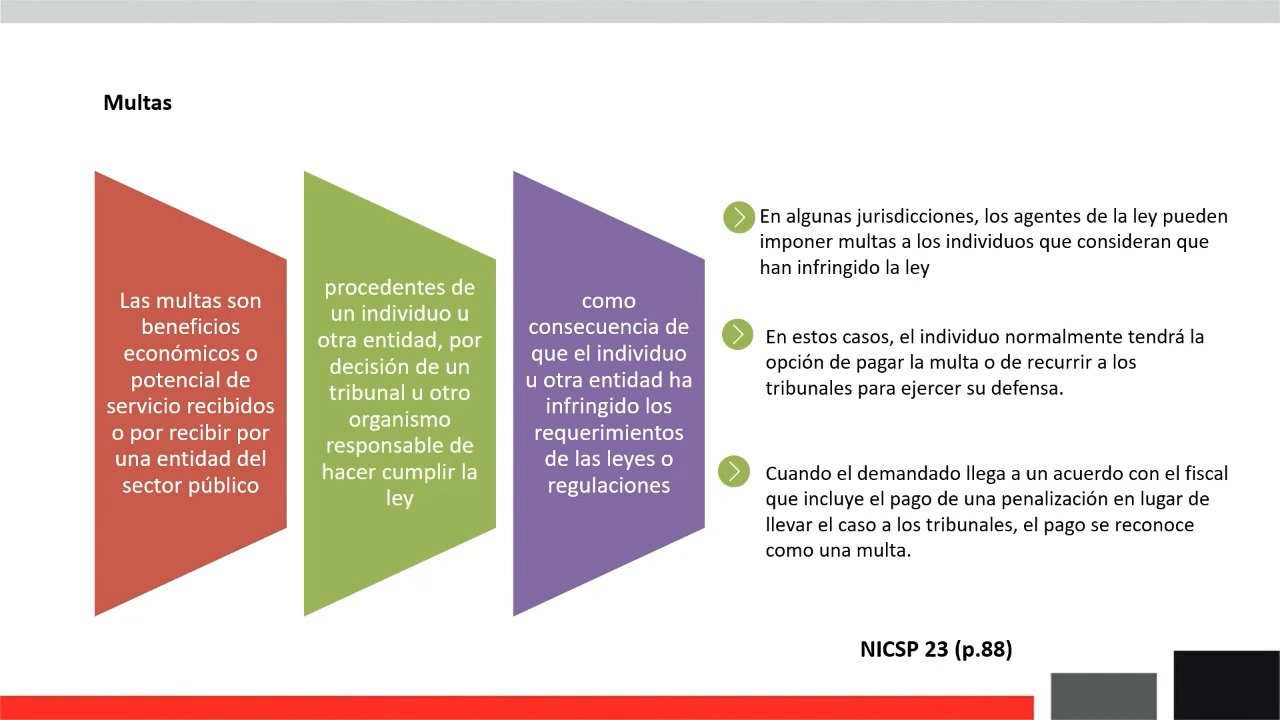 Multas
Las multas son
beneficios
económicos o
potencial de
servicio recibidos
o por recibir por
una entidad del
sector público
procedentes de
un individuo u
otra entidad, por
decisión de un
tribunal u otro
organismo
responsable de
hacer cumplir la
ley
como
consecuencia de
que el individuo
u otra entidad ha
infringido los
requerimientos
de las leyes o
regulaciones
En algunas jurisdicciones, los agentes de la ley pueden
imponer multas a los individuos que consideran que
han infringido la ley
En estos casos, el individuo normalmente tendrá la
opción de pagar la multa o de recurrir a los
tribunales para ejercer su defensa.
Cuando el demandado llega a un acuerdo con el fiscal
que incluye el pago de una penalización en lugar de
llevar el caso a los tribunales, el pago se reconoce
como una multa.
NICSP 23 (p.88)